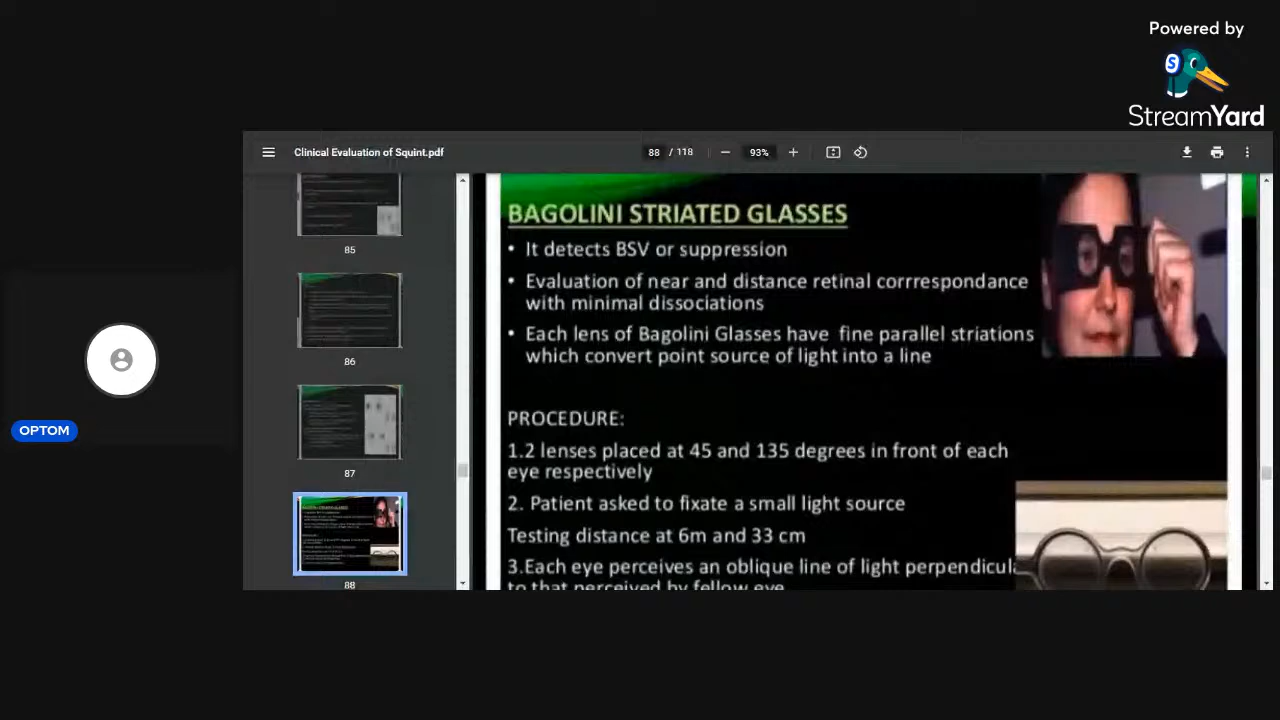 Powered by
S
StreamYard
Clinical Evaluation of Squint.pdf
88 / 118
93%
85
86
87
88
OPTOM
BAGOLINI STRIATED GLASSES
• It detects BSV or suppression
• Evaluation of near and distance retinal corrrespondance
with minimal dissociations
• Each lens of Bagolini Glasses have fine parallel striations
which convert point source of light into a line
PROCEDURE:
1.2 lenses placed at 45 and 135 degrees in front of each
eye respectively
2. Patient asked to fixate a small light source
Testing distance at 6m and 33 cm
3.Each eye perceives an oblique line of light perpendicula
to that perceived by fellow eye